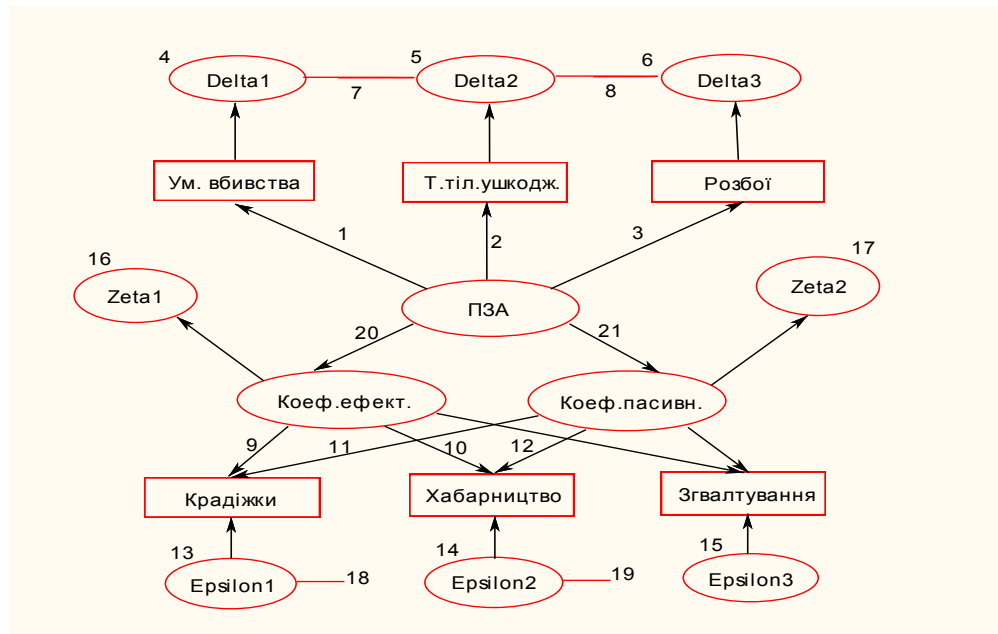 4
Delta1
7
5
Delta2
8
6
Delta3
Ум. вбивства
Т.тіл.ушкодж.
Розбої
1
2
3
16
Zeta1
ПЗА
17
Zeta2
20
21
Коеф.ефект.
Коеф.пасивн.
9
11
10
12
Крадіжки
Хабарництво
Згвалтування
13
Epsilon1
18
14
Epsilon2
19
15
Epsilon3